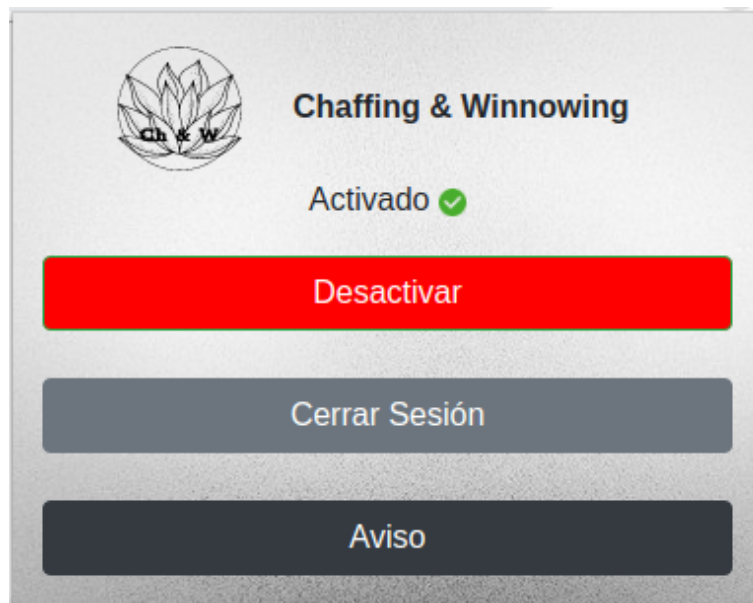 Ch & W
Chaffing & Winnowing
Activado
Desactivar
Cerrar Sesión
Aviso